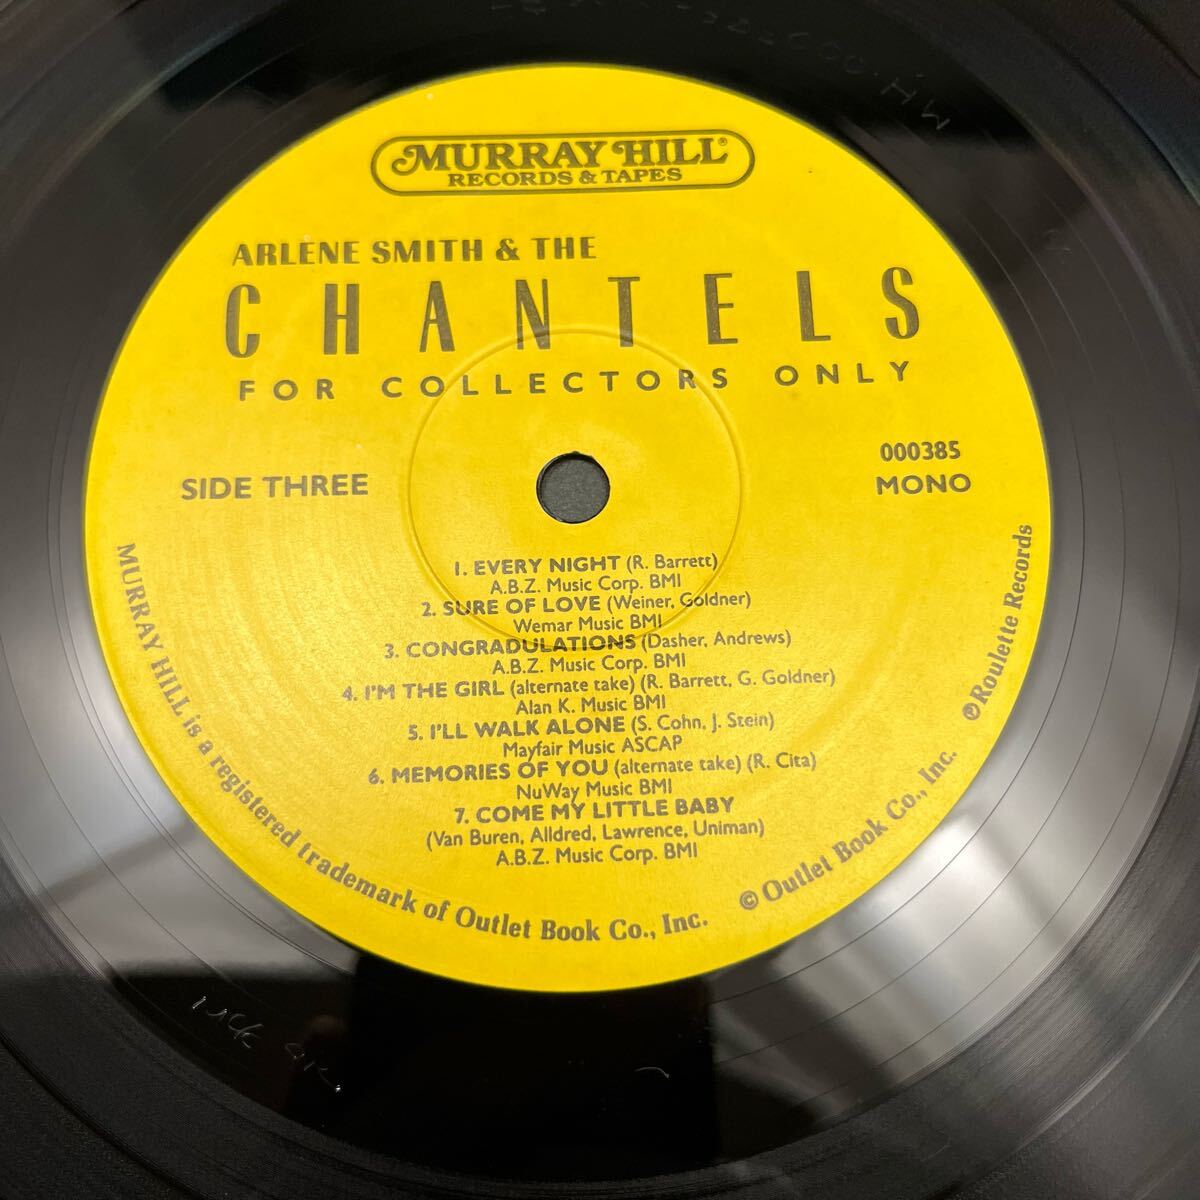 MURRAY HILL®
RECORDS & TAPES
ARLENE SMITH & THE
CHANTELS
FOR COLLECTORS ONLY
SIDE THREE
000385
MONO
1. EVERY NIGHT (R. Barrett)
A.B.Z. Music Corp. BMI
2. SURE OF LOVE (Weiner, Goldner)
Wemar Music BMI
3. CONGRADULATIONS (Dasher, Andrews)
A.B.Z. Music Corp. BMI
4. I'M THE GIRL (alternate take) (R. Barrett, G. Goldner)
Alan K. Music BMI
5. I'LL WALK ALONE (S. Cohn, J. Stein)
Mayfair Music ASCAP
6. MEMORIES OF YOU (alternate take) (R. Cita)
NuWay Music BMI
7. COME MY LITTLE BABY
(Van Buren, Alldred, Lawrence, Uniman)
A.B.Z. Music Corp. BMI
MURRAY HILL is a registered trademark of Outlet Book Co., Inc.
© Outlet Book Co., Inc.
℗ Roulette Records
HW